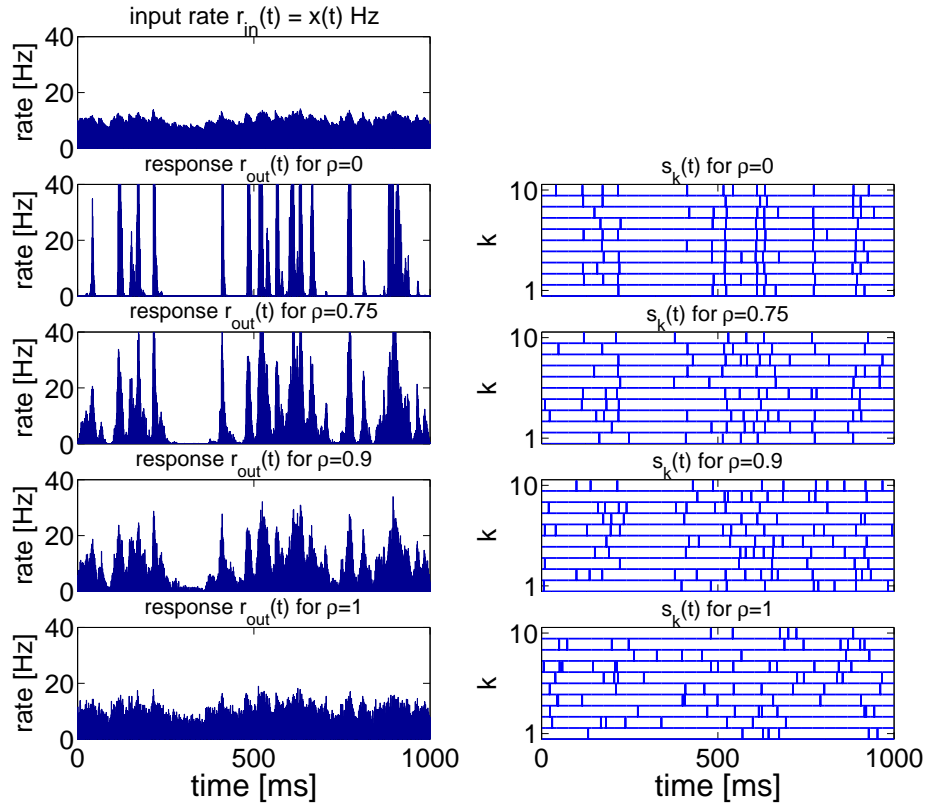 input rate r_in(t) = x(t) Hz
40
20
0
rate [Hz]
response r_out(t) for ρ=0
40
20
0
rate [Hz]
s_k(t) for ρ=0
10
1
k
response r_out(t) for ρ=0.75
40
20
0
rate [Hz]
s_k(t) for ρ=0.75
10
1
k
response r_out(t) for ρ=0.9
40
20
0
rate [Hz]
s_k(t) for ρ=0.9
10
1
k
response r_out(t) for ρ=1
40
20
0
rate [Hz]
0 500 1000
time [ms]
s_k(t) for ρ=1
10
1
k
0 500 1000
time [ms]